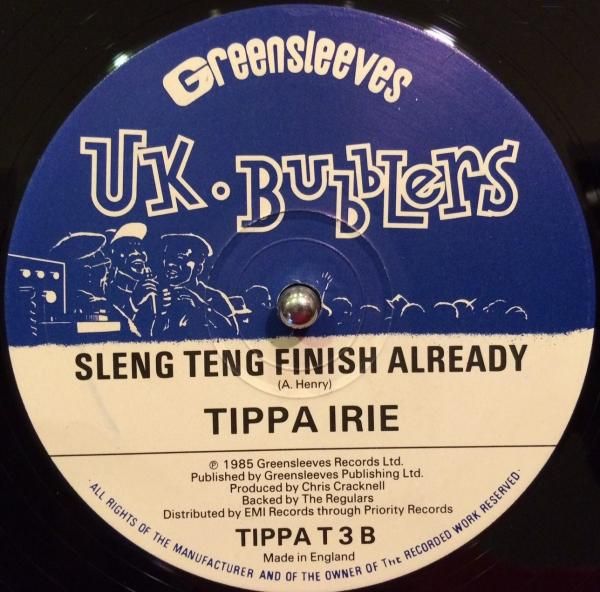 Greensleeves
UK·BUBBLERS
SLENG TENG FINISH ALREADY
(A. Henry)
TIPPA IRIE
℗ 1985 Greensleeves Records Ltd.
Published by Greensleeves Publishing Ltd.
Produced by Chris Cracknell
Backed by The Regulars
Distributed by EMI Records through Priority Records
TIPPA T 3 B
Made in England
·ALL RIGHTS OF THE MANUFACTURER AND OF THE OWNER OF THE RECORDED WORK RESERVED·